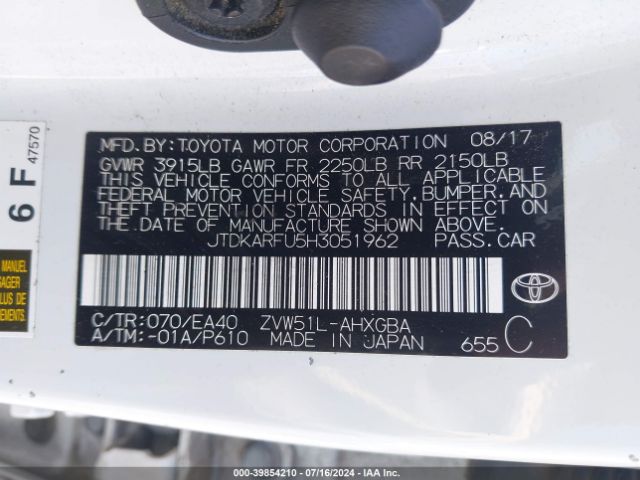 MFD. BY: TOYOTA MOTOR CORPORATION 08/17
GVWR 3915LB GAWR FR 2250LB RR 2150LB
THIS VEHICLE CONFORMS TO ALL APPLICABLE
FEDERAL MOTOR VEHICLE SAFETY, BUMPER, AND
THEFT PREVENTION STANDARDS IN EFFECT ON
THE DATE OF MANUFACTURE SHOWN ABOVE.
JTDKARFU5H3051962 PASS. CAR
C/TR: 070/EA40 ZVW51L-AHXGBA
A/TM: -01A/P610 MADE IN JAPAN 655 C
6 F
47570
MANUEL
000-39854210 / 07/16/2024 / IAA HOLDINGS, LLC